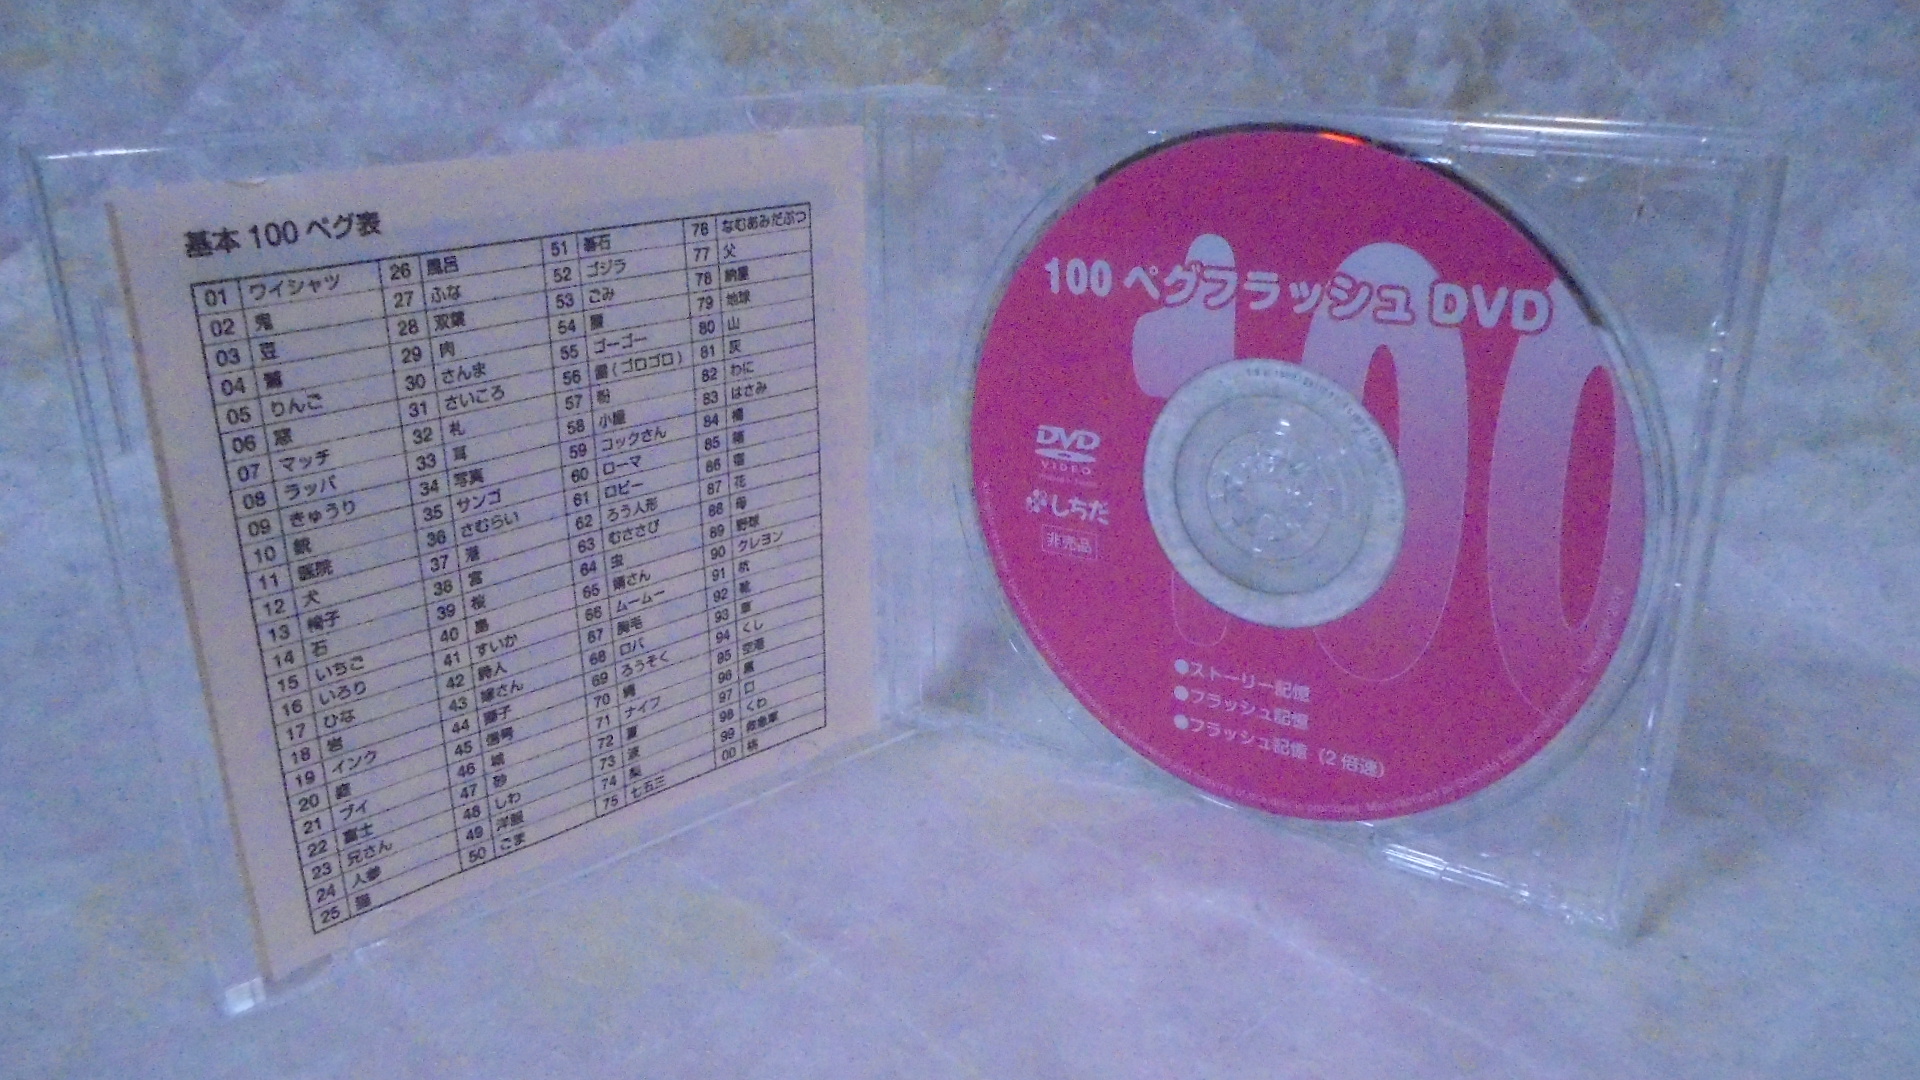 基本100ペグ表
01 ワイシャツ
02 鬼
03 豆
04
05 りんご
06 窓
07 マッチ
08 ラッパ
09 きゅうり
10 銃
11 医院
12 犬
13 椅子
14 石
15 いちご
16 いろり
17 ひな
18 岩
19 インク
20
21 ブイ
22 富士
23 兄さん
24 人参
25
26 風呂
27 ふな
28 双葉
29 肉
30 さんま
31 さいころ
32 札
33 耳
34 写真
35 サンゴ
36 さむらい
37 港
38
39 桜
40 島
41 すいか
42 詩人
43 嫁さん
44 障子
45 信号
46 城
47 砂
48 しわ
49 洋服
50 ごま
51 碁石
52 ゴジラ
53 ごみ
54
55 ゴーゴー
56 雷(ゴロゴロ)
57 粉
58 小屋
59 コックさん
60 ローマ
61 ロビー
62 ろう人形
63 むささび
64 虫
65
66 ムームー
67 胸毛
68 ロバ
69 ろうそく
70 縄
71 ナイフ
72 夏
73 波
74 梨
75 七五三
76 なむあみだぶつ
77 父
78 納屋
79 地球
80 山
81 灰
82 わに
83 はさみ
84 橋
85 箱
86
87 花
88 母
89 野球
90 クレヨン
91 杭
92 靴
93
94 くし
95 空港
96
97 口
98 くわ
99 救急車
00 桃
100ペグフラッシュDVD
DVD
VIDEO
しちだ
非売品
●ストーリー記憶
●フラッシュ記憶
●フラッシュ記憶（2倍速）